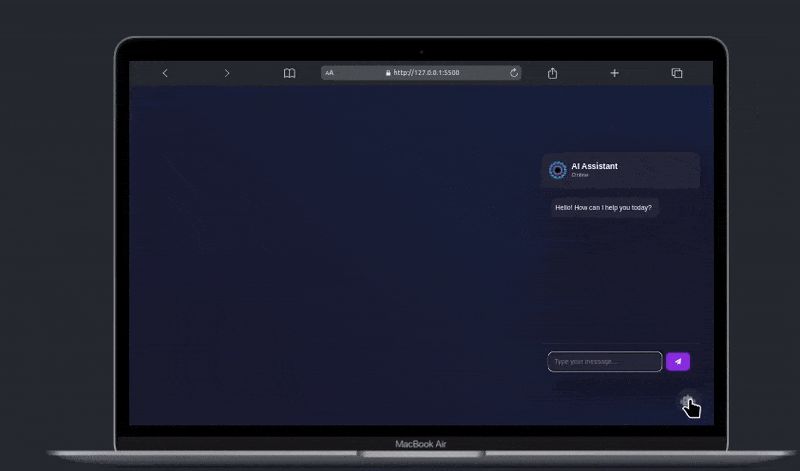 AA
http://127.0.0.1:5500
AI Assistant
Online
Hello! How can I help you today?
Type your message...
MacBook Air